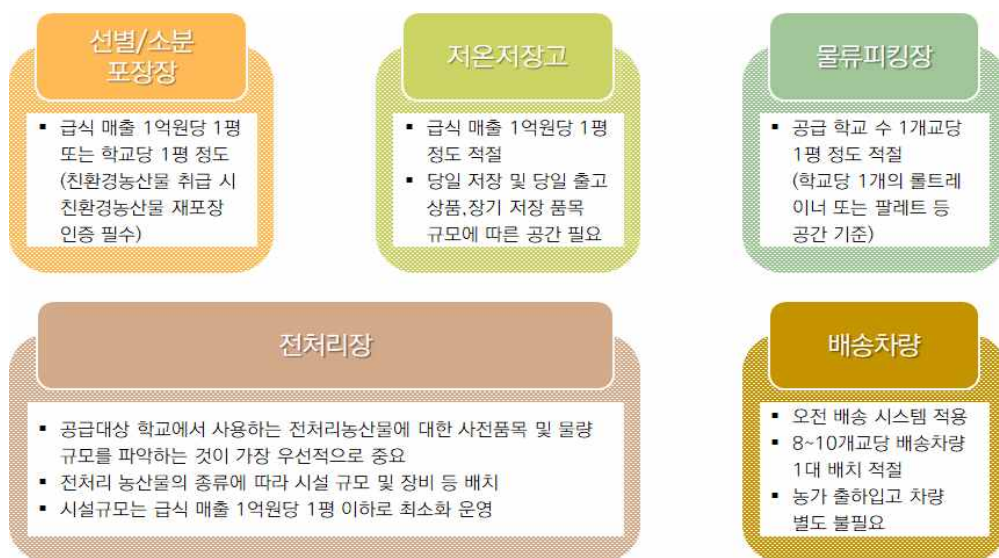 선별/소분
포장장
▪ 급식 매출 1억원당 1평
또는 학교당 1평 정도
(친환경농산물 취급 시
친환경농산물 재포장
인증 필수)
저온저장고
▪ 급식 매출 1억원당 1평
정도 적절
▪ 당일 저장 및 당일 출고
상품,장기 저장 품목
규모에 따른 공간 필요
물류피킹장
▪ 공급 학교 수 1개교당
1평 정도 적절
(학교당 1개의 롤트레
이너 또는 팔레트 등
공간 기준)
전처리장
▪ 공급대상 학교에서 사용하는 전처리농산물에 대한 사전품목 및 물량
규모를 파악하는 것이 가장 우선적으로 중요
▪ 전처리 농산물의 종류에 따라 시설 규모 및 장비 등 배치
▪ 시설규모는 급식 매출 1억원당 1평 이하로 최소화 운영
배송차량
▪ 오전 배송 시스템 적용
▪ 8~10개교당 배송차량
1대 배치 적절
▪ 농가 출하입고 차량
별도 불필요